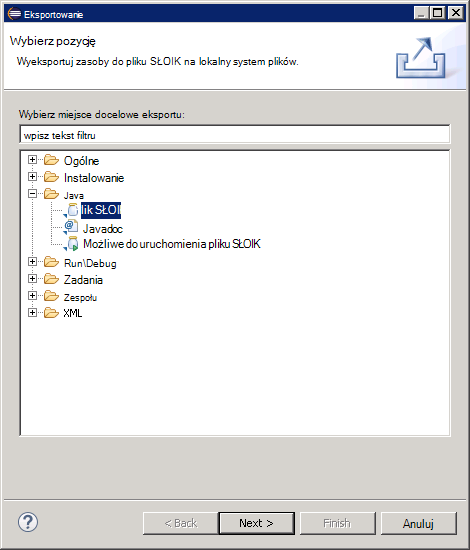 Eksportowanie
Wybierz pozycję
Wyeksportuj zasoby do pliku SŁOIK na lokalny system plików.
Wybierz miejsce docelowe eksportu:
wpisz tekst filtru
Ogólne
Instalowanie
Java
lik SŁOIK
Javadoc
Możliwe do uruchomienia pliku SŁOIK
Run\Debug
Zadania
Zespołu
XML
< Back Next > Finish Anuluj